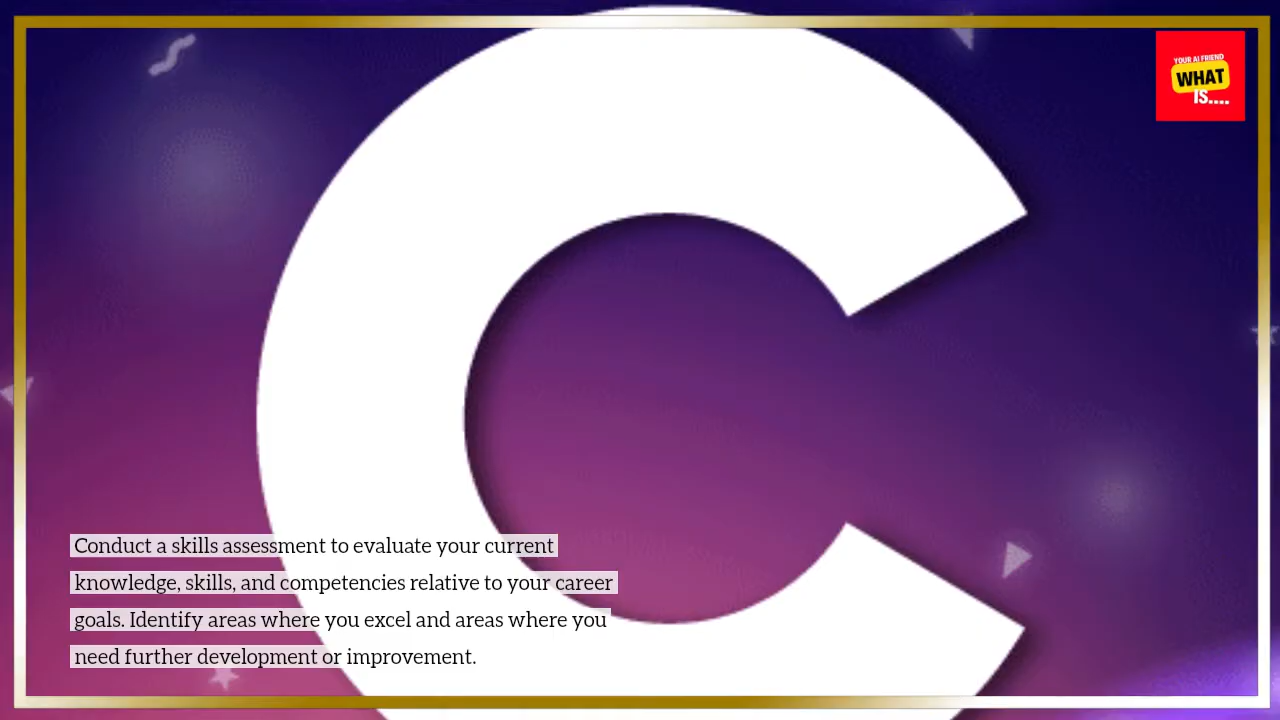 YOUR AI FRIEND
WHAT
IS....
C
Conduct a skills assessment to evaluate your current
knowledge, skills, and competencies relative to your career
goals. Identify areas where you excel and areas where you
need further development or improvement.